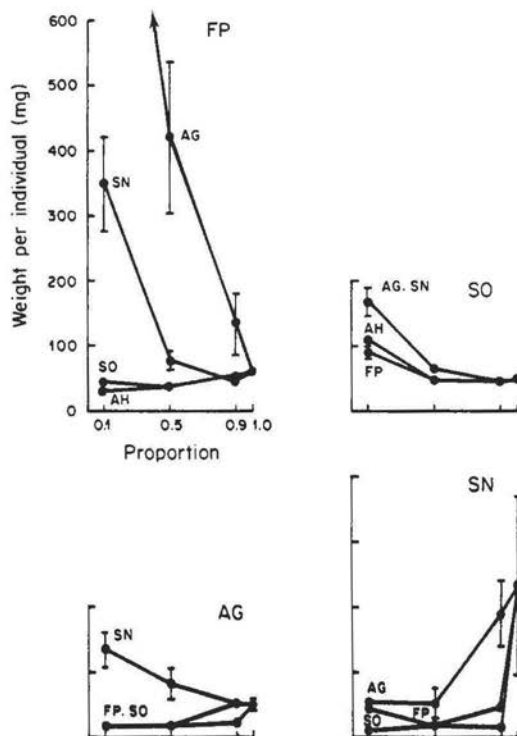 600
FP
500
AG
400
SN
Weight per individual (mg)
300
200
SO
AG. SN
100
AH
SO
FP
AH
0
0.1
0.5
0.9
1.0
Proportion
SN
AG
SN
AG
FP. SO
FP
SO